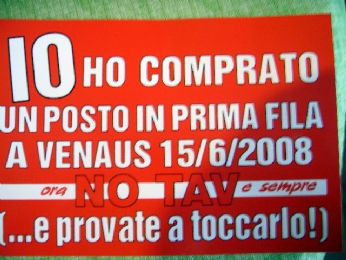 IO HO COMPRATO
UN POSTO IN PRIMA FILA
A VENAUS 15/6/2008
ora NO TAV e sempre
(...e provate a toccarlo!)